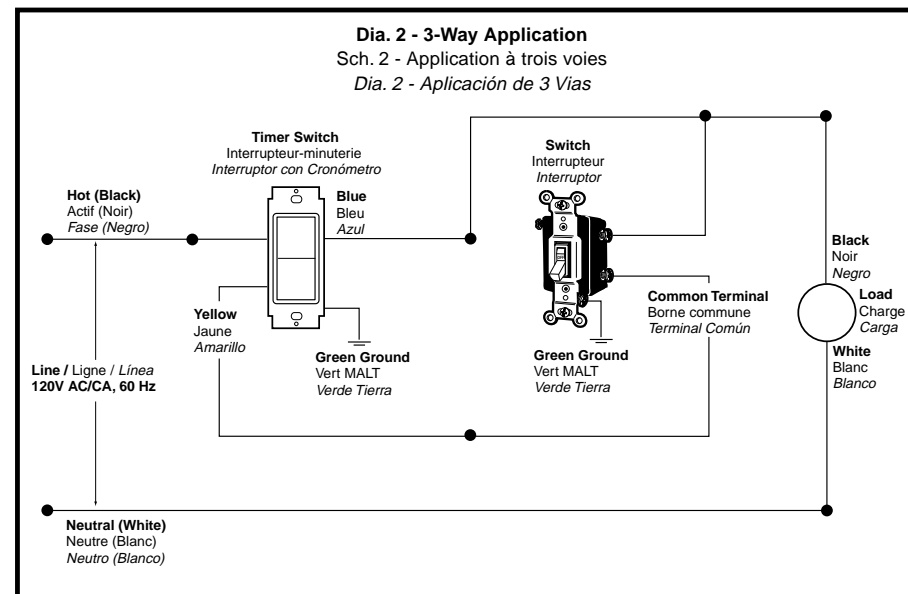 Dia. 2 - 3-Way Application
Sch. 2 - Application à trois voies
Dia. 2 - Aplicación de 3 Vias
Timer Switch
Interrupteur-minuterie
Interruptor con Cronómetro
Switch
Interrupteur
Interruptor
Hot (Black)
Actif (Noir)
Fase (Negro)
Blue
Bleu
Azul
OFF
Black
Noir
Negro
Load
Charge
Carga
White
Blanc
Blanco
Common Terminal
Borne commune
Terminal Común
Yellow
Jaune
Amarillo
Green Ground
Vert MALT
Verde Tierra
Green Ground
Vert MALT
Verde Tierra
Line / Ligne / Línea
120V AC/CA, 60 Hz
Neutral (White)
Neutre (Blanc)
Neutro (Blanco)